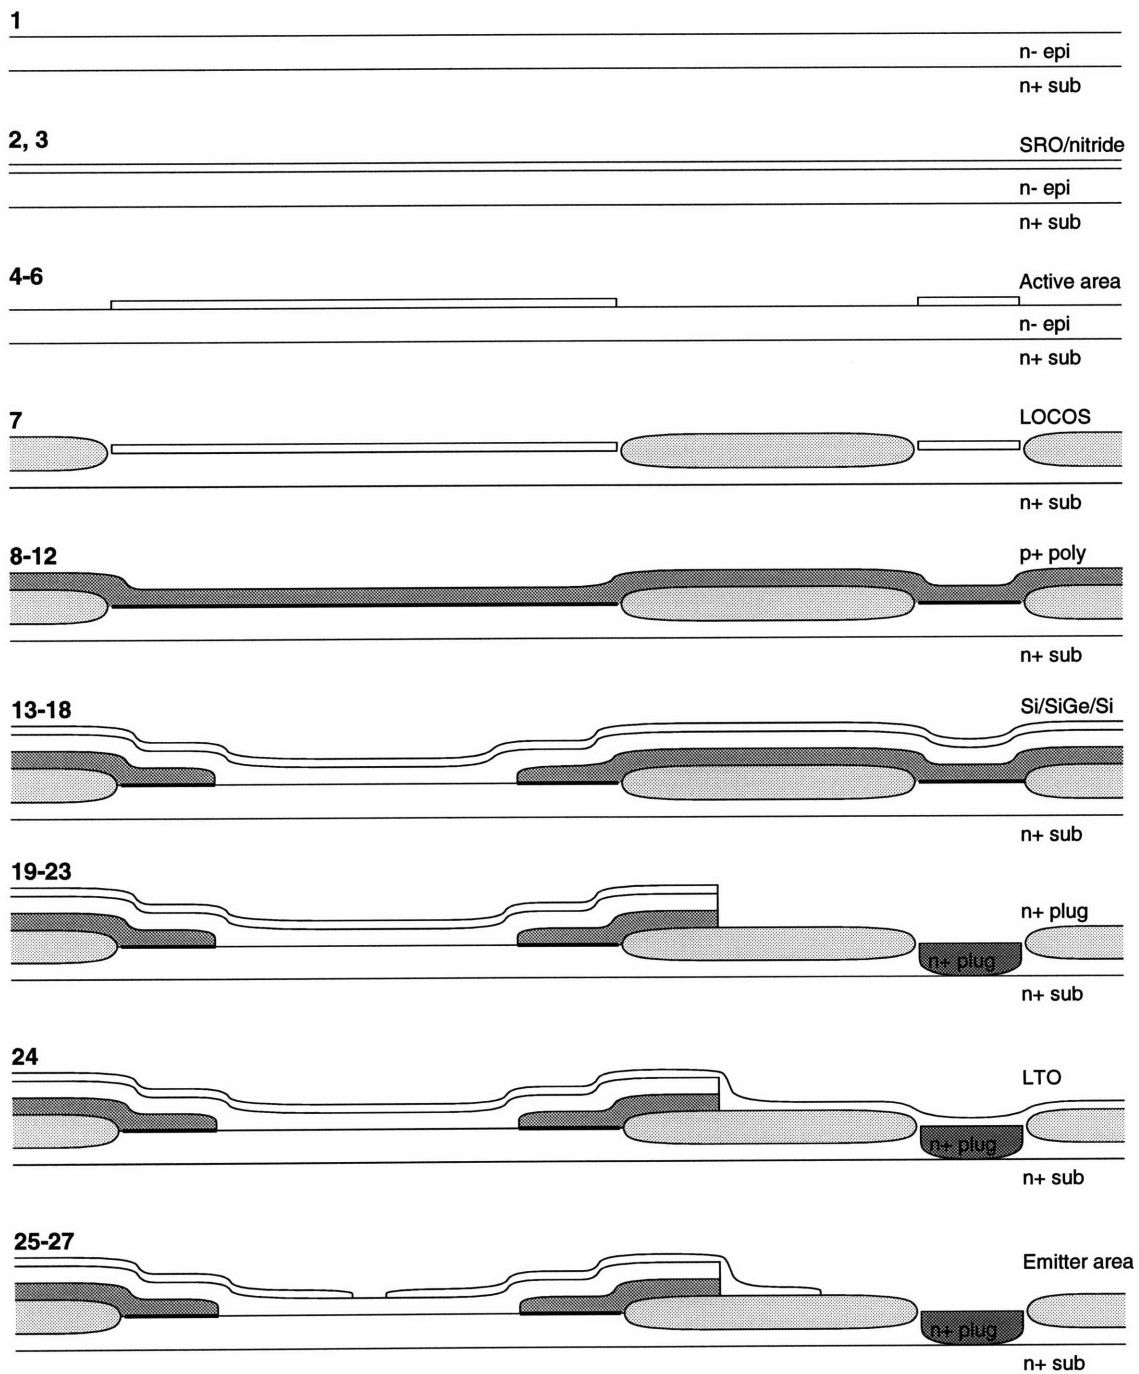 1
n- epi
n+ sub
2, 3
SRO/nitride
n- epi
n+ sub
4-6
Active area
n- epi
n+ sub
7
LOCOS
n+ sub
8-12
p+ poly
n+ sub
13-18
Si/SiGe/Si
n+ sub
19-23
n+ plug
n+ plug
n+ sub
24
LTO
n+ plug
n+ sub
25-27
Emitter area
n+ plug
n+ sub